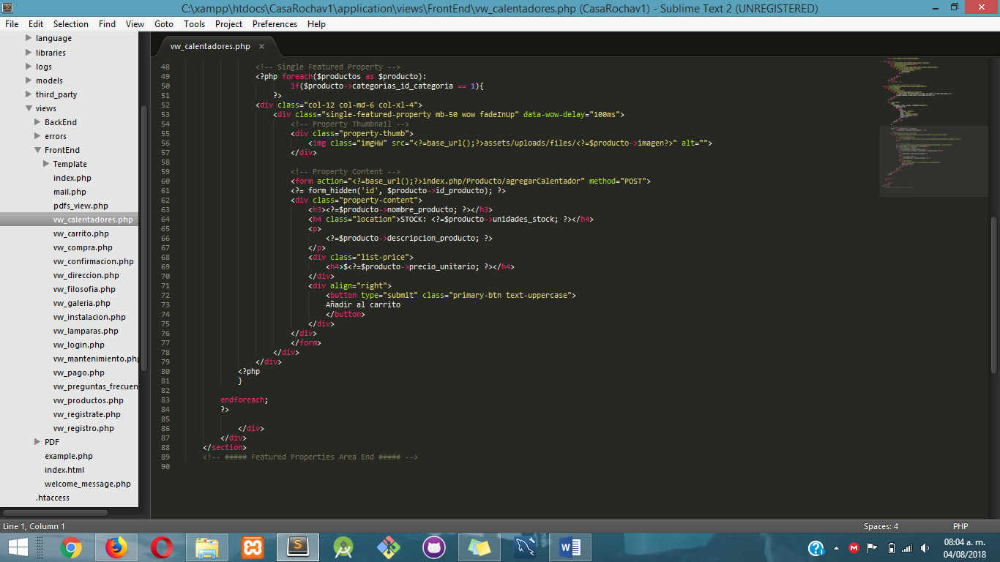 C:\xampp\htdocs\CasaRochav1\application\views\FrontEnd\vw_calentadores.php (CasaRochav1) - Sublime Text 2 (UNREGISTERED)
File Edit Selection Find View Goto Tools Project Preferences Help
language
libraries
logs
models
third_party
views
BackEnd
errors
FrontEnd
Template
index.php
mail.php
pdfs_view.php
vw_calentadores.php
vw_carrito.php
vw_compra.php
vw_confirmacion.php
vw_direccion.php
vw_filosofia.php
vw_galeria.php
vw_instalacion.php
vw_lamparas.php
vw_login.php
vw_mantenimiento.php
vw_pago.php
vw_preguntas_frecuen
vw_productos.php
vw_registrate.php
vw_registro.php
PDF
example.php
index.html
welcome_message.php
.htaccess
vw_calentadores.php ×
48 <!-- Single Featured Property -->
49 <?php foreach($productos as $producto):
50 if($producto->categorias_id_categoria == 1){
51 ?>
52 <div class="col-12 col-md-6 col-xl-4">
53 <div class="single-featured-property mb-50 wow fadeInUp" data-wow-delay="100ms">
54 <!-- Property Thumbnail -->
55 <div class="property-thumb">
56 <img class="imgHW" src="<?=base_url();?>assets/uploads/files/<?=$producto->imagen?>" alt="">
57 </div>
58
59 <!-- Property Content -->
60 <form action="<?=base_url();?>index.php/Producto/agregarCalentador" method="POST">
61 <?= form_hidden('id', $producto->id_producto); ?>
62 <div class="property-content">
63 <h3><?=$producto->nombre_producto; ?></h3>
64 <h4 class="location">STOCK: <?=$producto->unidades_stock; ?></h4>
65 <p>
66 <?=$producto->descripcion_producto; ?>
67 </p>
68 <div class="list-price">
69 <h4>$<?=$producto->precio_unitario; ?></h4>
70 </div>
71 <div align="right">
72 <button type="submit" class="primary-btn text-uppercase">
73 Añadir al carrito
74 </button>
75 </div>
76 </div>
77 </form>
78 </div>
79 </div>
80 <?php
81 }
82
83 endforeach;
84 ?>
85
86 </div>
87 </div>
88 </section>
89 <!-- ##### Featured Properties Area End ##### -->
90
Line 1, Column 1 Spaces: 4 PHP
08:04 a. m.
04/08/2018